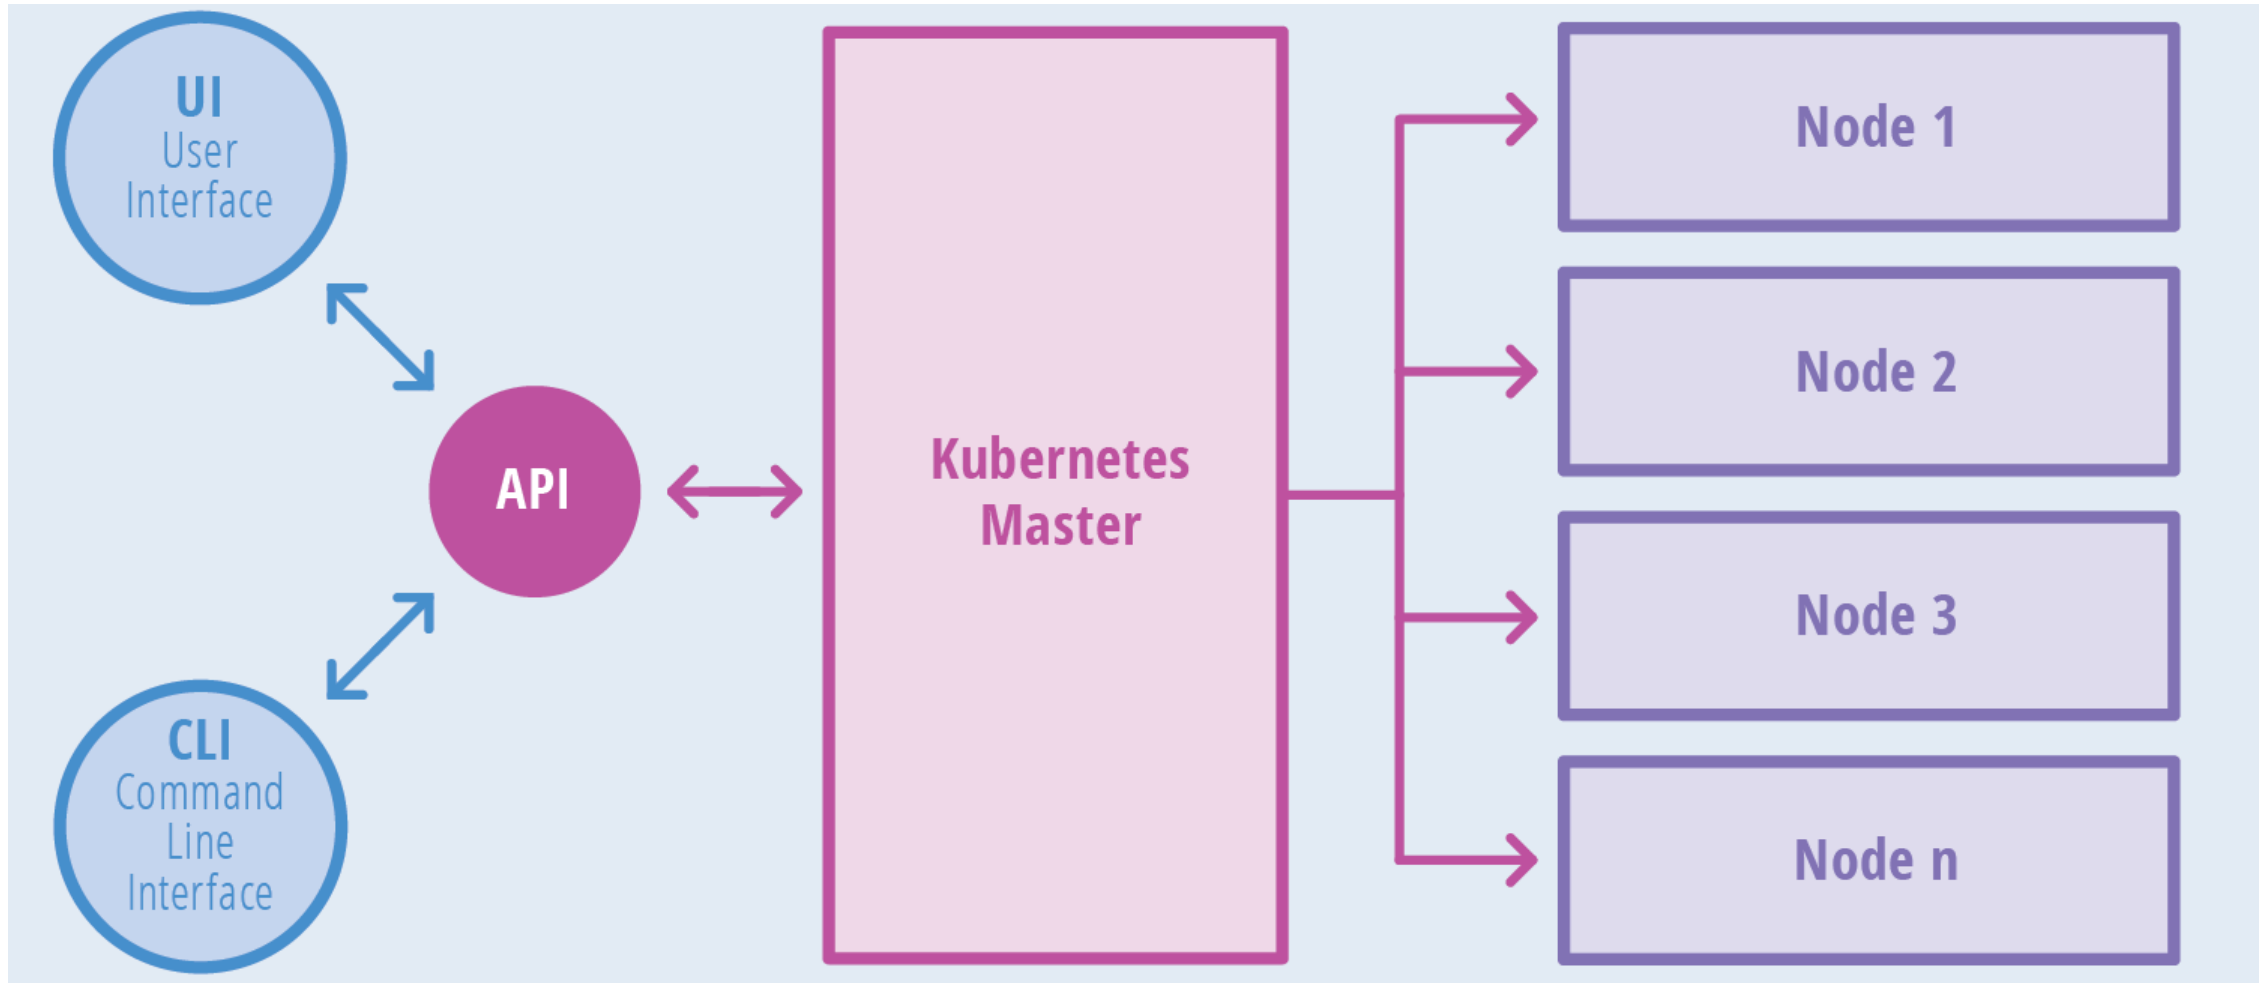 UI
User
Interface
API
CLI
Command
Line
Interface
Kubernetes
Master
Node 1
Node 2
Node 3
Node n